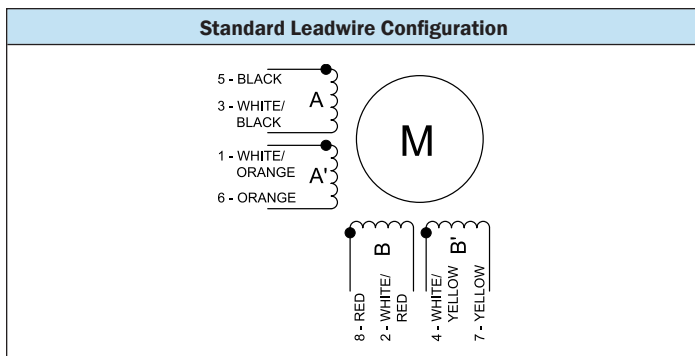 Standard Leadwire Configuration
5 - BLACK
3 - WHITE/
BLACK
A
1 - WHITE/
ORANGE
A'
6 - ORANGE
M
B
B'
8 - RED
2 - WHITE/
RED
4 - WHITE/
YELLOW
7 - YELLOW